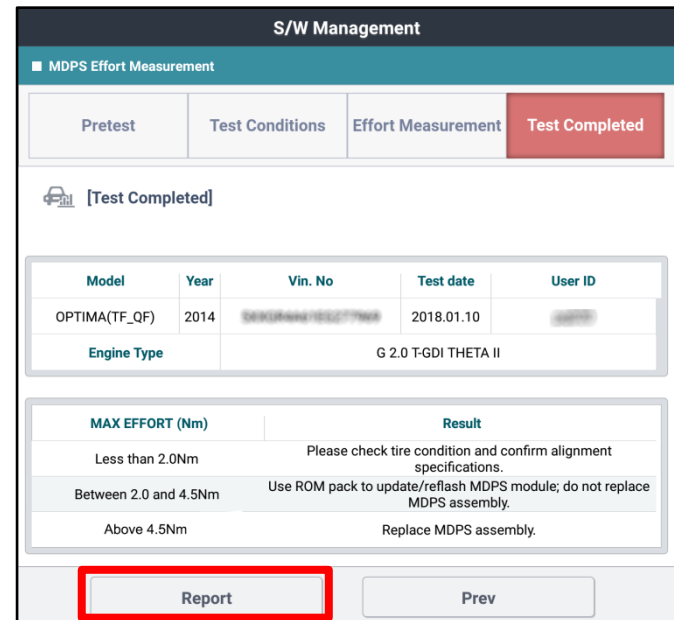 S/W Management
MDPS Effort Measurement
Pretest
Test Conditions
Effort Measurement
Test Completed
[Test Completed]
Model Year Vin. No Test date User ID
OPTIMA(TF_QF) 2014 2018.01.10
Engine Type G 2.0 T-GDI THETA II
MAX EFFORT (Nm) Result
Less than 2.0Nm Please check tire condition and confirm alignment
specifications.
Between 2.0 and 4.5Nm Use ROM pack to update/reflash MDPS module; do not replace
MDPS assembly.
Above 4.5Nm Replace MDPS assembly.
Report
Prev